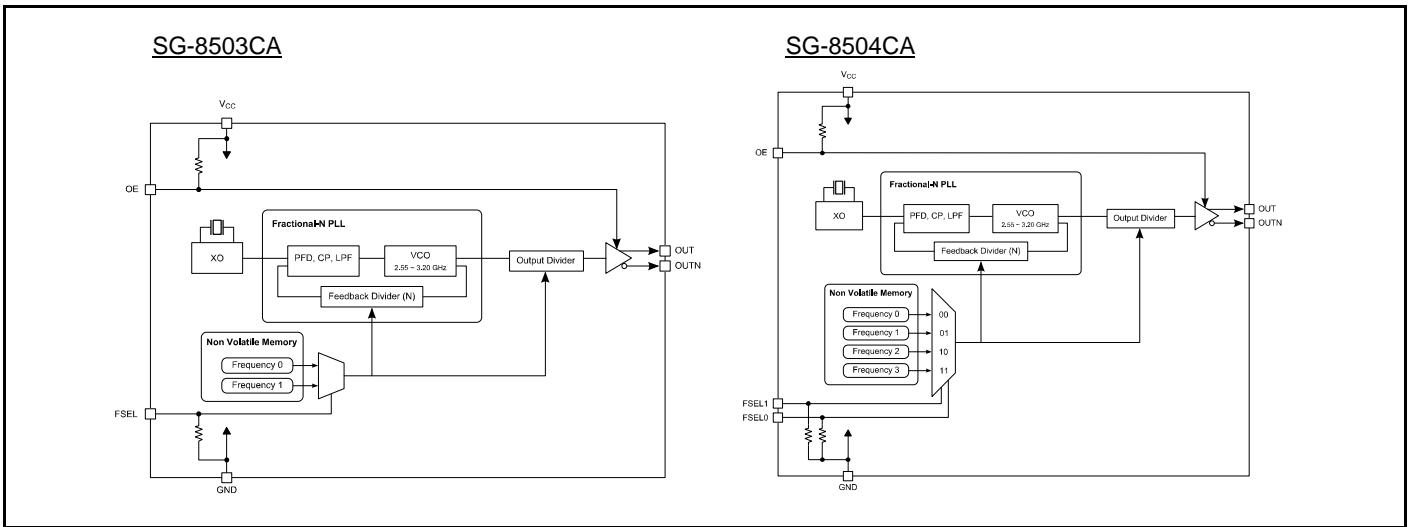 SG-8503CA
VCC
OE
Fractional-N PLL
XO
PFD, CP, LPF
VCO
2.55 ~ 3.20 GHz
Feedback Divider (N)
Output Divider
OUT
OUTN
Non Volatile Memory
Frequency 0
Frequency 1
FSEL
GND
SG-8504CA
VCC
OE
Fractional-N PLL
XO
PFD, CP, LPF
VCO
2.55 ~ 3.20 GHz
Feedback Divider (N)
Output Divider
OUT
OUTN
Non Volatile Memory
Frequency 0
00
Frequency 1
01
Frequency 2
10
Frequency 3
11
FSEL1
FSEL0
GND